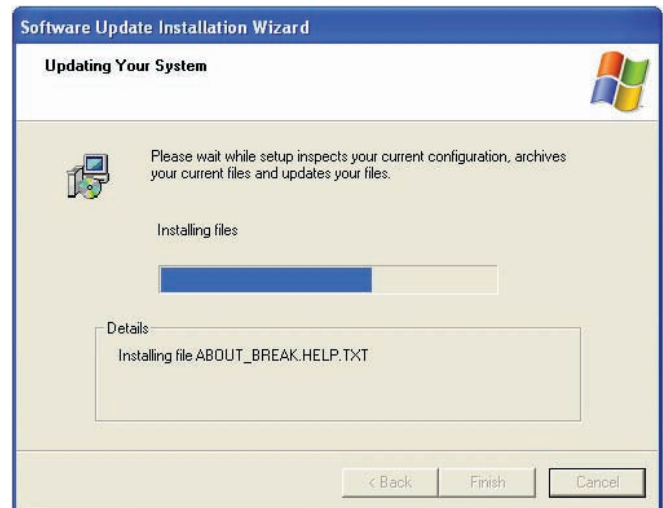 Software Update Installation Wizard
Updating Your System
Please wait while setup inspects your current configuration, archives
your current files and updates your files.
Installing files
Details
Installing file ABOUT_BREAK.HELP.TXT
< Back
Finish
Cancel